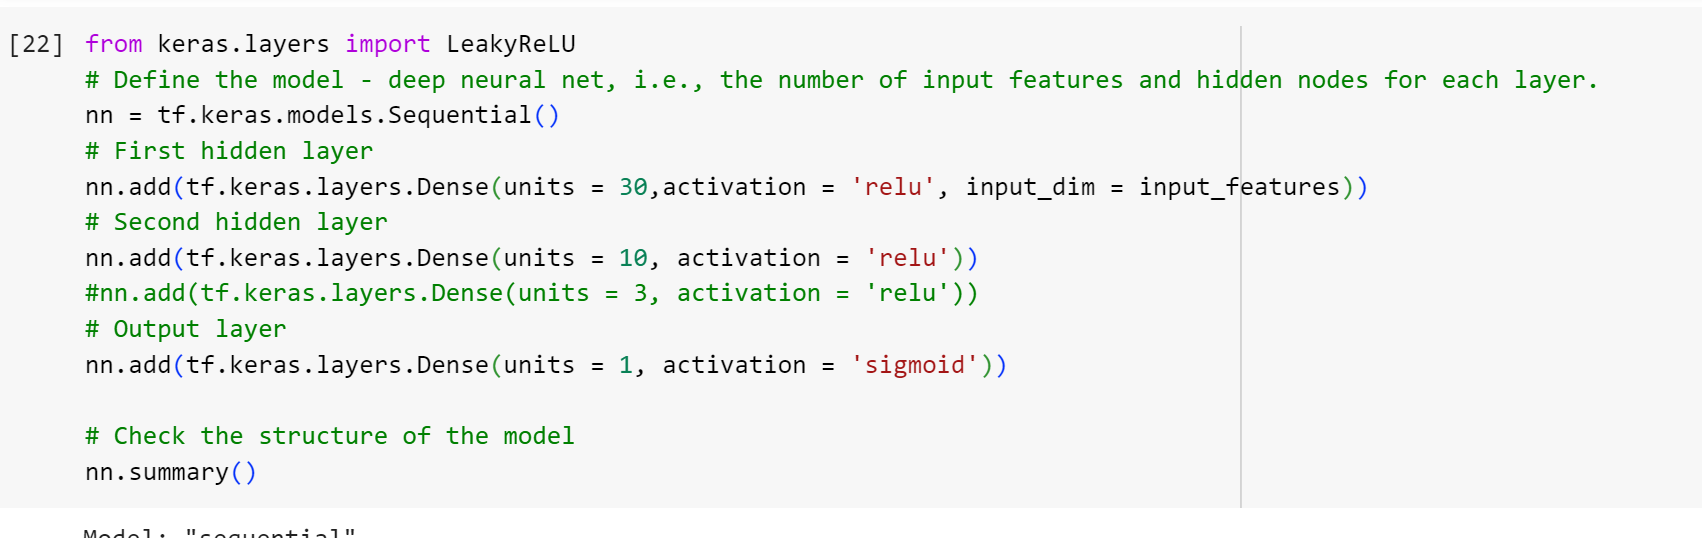 [22] from keras.layers import LeakyReLU
# Define the model - deep neural net, i.e., the number of input features and hidden nodes for each layer.
nn = tf.keras.models.Sequential()
# First hidden layer
nn.add(tf.keras.layers.Dense(units = 30,activation = 'relu', input_dim = input_features))
# Second hidden layer
nn.add(tf.keras.layers.Dense(units = 10, activation = 'relu'))
#nn.add(tf.keras.layers.Dense(units = 3, activation = 'relu'))
# Output layer
nn.add(tf.keras.layers.Dense(units = 1, activation = 'sigmoid'))
# Check the structure of the model
nn.summary()
Model: "sequential"